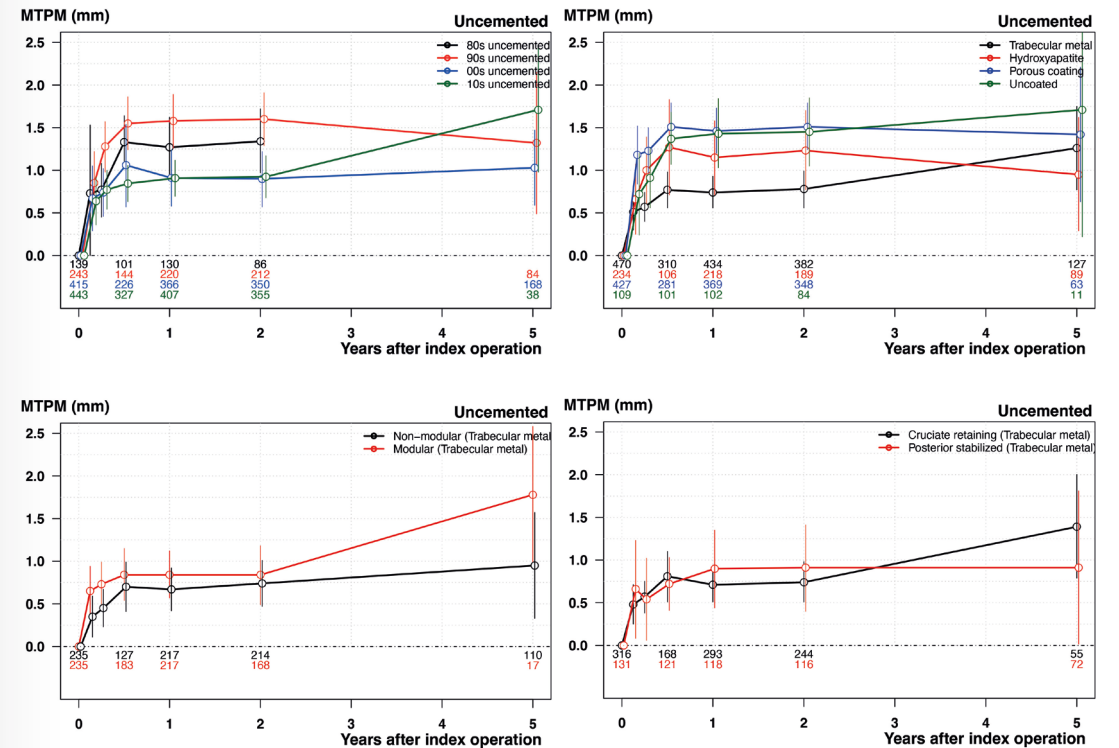 MTPM (mm)
Uncemented
80s uncemented
90s uncemented
00s uncemented
10s uncemented
2.5
2.0
1.5
1.0
0.5
0.0
139 101 130 86
243 144 220 212 84
415 226 366 350 168
443 327 407 355 38
0 1 2 3 4 5
Years after index operation
MTPM (mm)
Uncemented
Trabecular metal
Hydroxyapatite
Porous coating
Uncoated
2.5
2.0
1.5
1.0
0.5
0.0
470 310 434 382 127
234 106 218 189 89
427 281 369 348 63
109 101 102 84 11
0 1 2 3 4 5
Years after index operation
MTPM (mm)
Uncemented
Non−modular (Trabecular metal
Modular (Trabecular metal)
2.5
2.0
1.5
1.0
0.5
0.0
235 127 217 214 110
235 183 217 168 17
0 1 2 3 4 5
Years after index operation
MTPM (mm)
Uncemented
Cruciate retaining (Trabecular metal)
Posterior stabilized (Trabecular metal)
2.5
2.0
1.5
1.0
0.5
0.0
316 168 293 244 55
131 121 118 116 72
0 1 2 3 4 5
Years after index operation